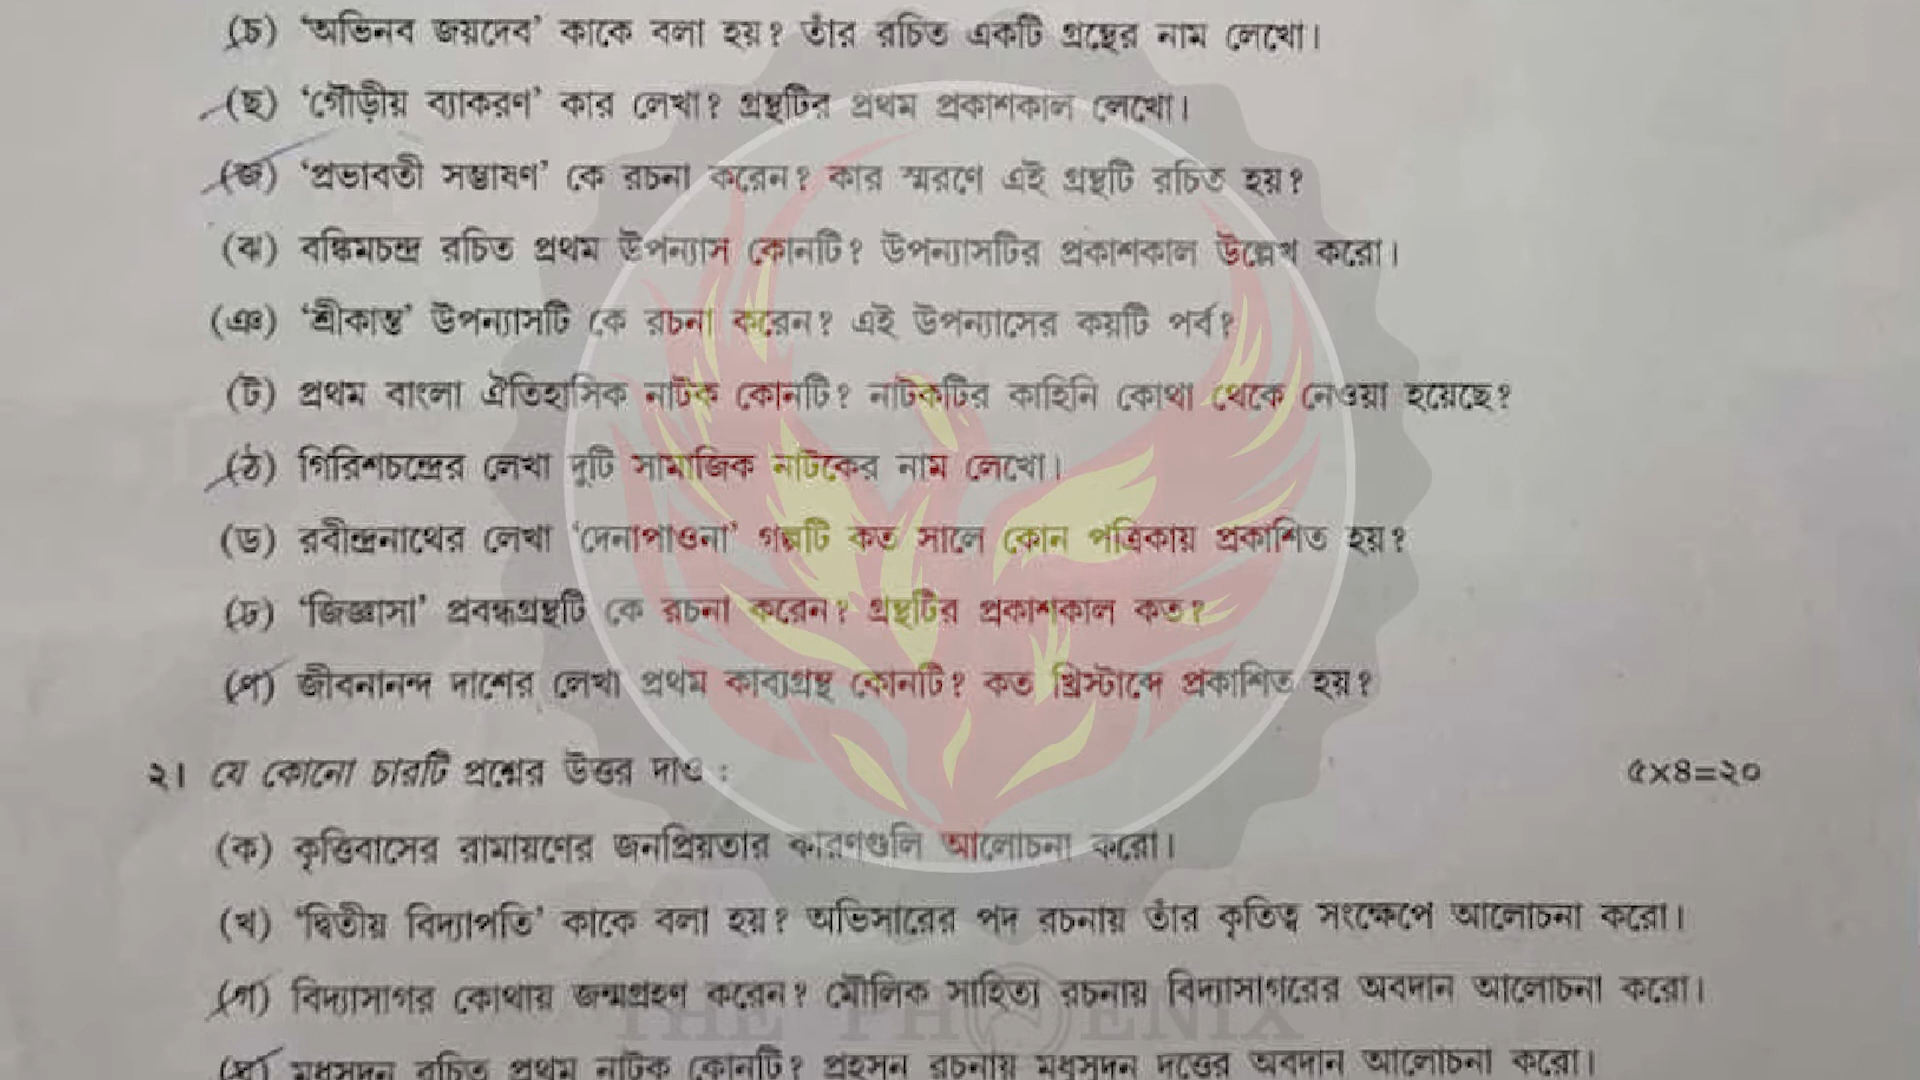 (চ) ‘অভিনব জয়দেব’ কাকে বলা হয়? তাঁর রচিত একটি গ্রন্থের নাম লেখো।
(ছ) ‘গৌড়ীয় ব্যাকরণ’ কার লেখা? গ্রন্থটির প্রথম প্রকাশকাল লেখো।
(জ) ‘প্রভাবতী সম্ভাষণ’ কে রচনা করেন? কার স্মরণে এই গ্রন্থটি রচিত হয়?
(ঝ) বঙ্কিমচন্দ্র রচিত প্রথম উপন্যাস কোনটি? উপন্যাসটির প্রকাশকাল উল্লেখ করো।
(ঞ) ‘শ্রীকান্ত’ উপন্যাসটি কে রচনা করেন? এই উপন্যাসের কয়টি পর্ব?
(ট) প্রথম বাংলা ঐতিহাসিক নাটক কোনটি? নাটকটির কাহিনি কোথা থেকে নেওয়া হয়েছে?
(ঠ) গিরিশচন্দ্রের লেখা দুটি সামাজিক নাটকের নাম লেখো।
(ড) রবীন্দ্রনাথের লেখা ‘দেনাপাওনা’ গল্পটি কত সালে কোন পত্রিকায় প্রকাশিত হয়?
(ঢ) ‘জিজ্ঞাসা’ প্রবন্ধগ্রন্থটি কে রচনা করেন? গ্রন্থটির প্রকাশকাল কত?
(ণ) জীবনানন্দ দাশের লেখা প্রথম কাব্যগ্রন্থ কোনটি? কত খ্রিস্টাব্দে প্রকাশিত হয়?
২। যে কোনো চারটি প্রশ্নের উত্তর দাও : ৫×৪=২০
(ক) কৃত্তিবাসের রামায়ণের জনপ্রিয়তার কারণগুলি আলোচনা করো।
(খ) ‘দ্বিতীয় বিদ্যাপতি’ কাকে বলা হয়? অভিসারের পদ রচনায় তাঁর কৃতিত্ব সংক্ষেপে আলোচনা করো।
(গ) বিদ্যাসাগর কোথায় জন্মগ্রহণ করেন? মৌলিক সাহিত্য রচনায় বিদ্যাসাগরের অবদান আলোচনা করো।
THE PHOENIX
(ঘ) মধুসূদন রচিত প্রথম নাটক কোনটি? প্রহসন রচনায় মধুসূদন দত্তের অবদান আলোচনা করো।